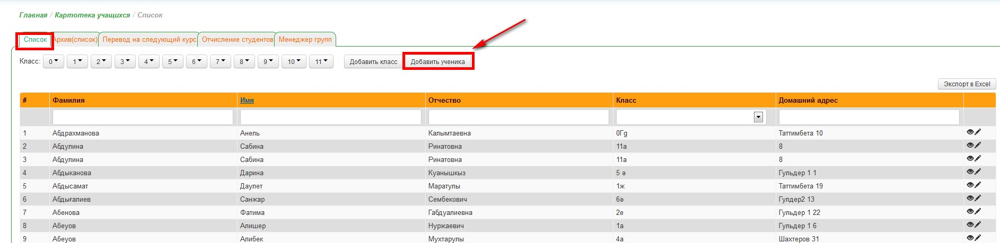 Главная / Картотека учащихся / Список
Список Архив(список) Перевод на следующий курс Отчисление студентов Менеджер групп
Класс: 0 1 2 3 4 5 6 7 8 9 10 11 Добавить класс Добавить ученика
Экспорт в Excel
# Фамилия Имя Отчество Класс Домашний адрес
1 Абдрахманова Анель Калымтаевна 0Гg Таттимбета 10
2 Абдулина Сабина Ринатовна 11а 8
3 Абдулина Сабина Ринатовна 11а 8
4 Абдыканова Дарина Куанышкыз 5 ә Гульдер 1 1
5 Абдысамат Даулет Маратулы 1ж Таттимбета 19
6 Абдығалиев Санжар Сембекович 6ә Гулдер2 13
7 Абенова Фатима Габдуалиевна 2е Гульдер 1 22
8 Абеуов Алишер Нуржаевич 1а Гульдер 1 6
9 Абеуов Алибек Мухтарулы 4а Шахтеров 31